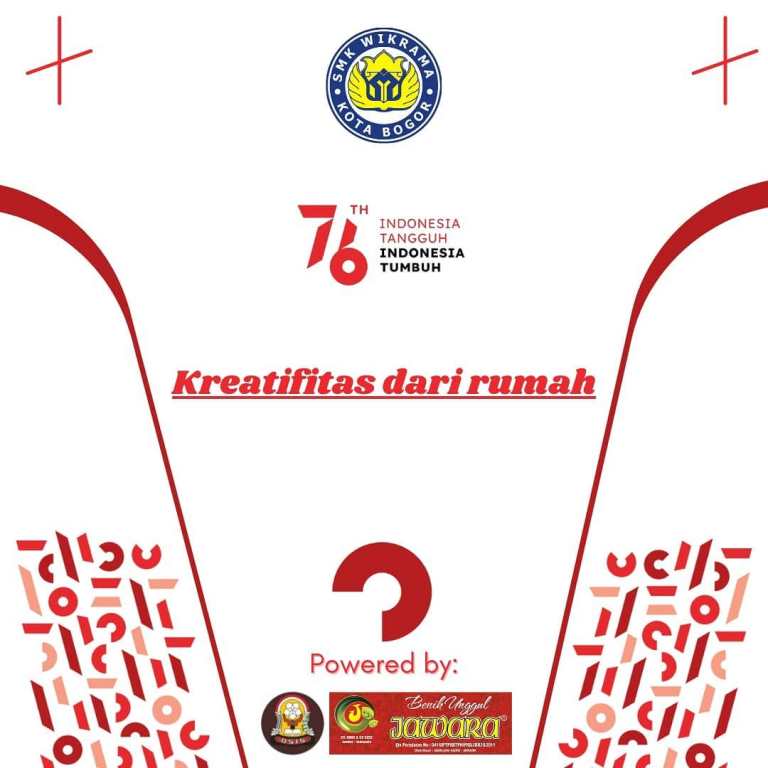 SMK WIKRAMA
KOTA BOGOR
76 TH
INDONESIA
TANGGUH
INDONESIA
TUMBUH
Kreatifitas dari rumah
Powered by:
OSIS
Benih Unggul
JAWARA